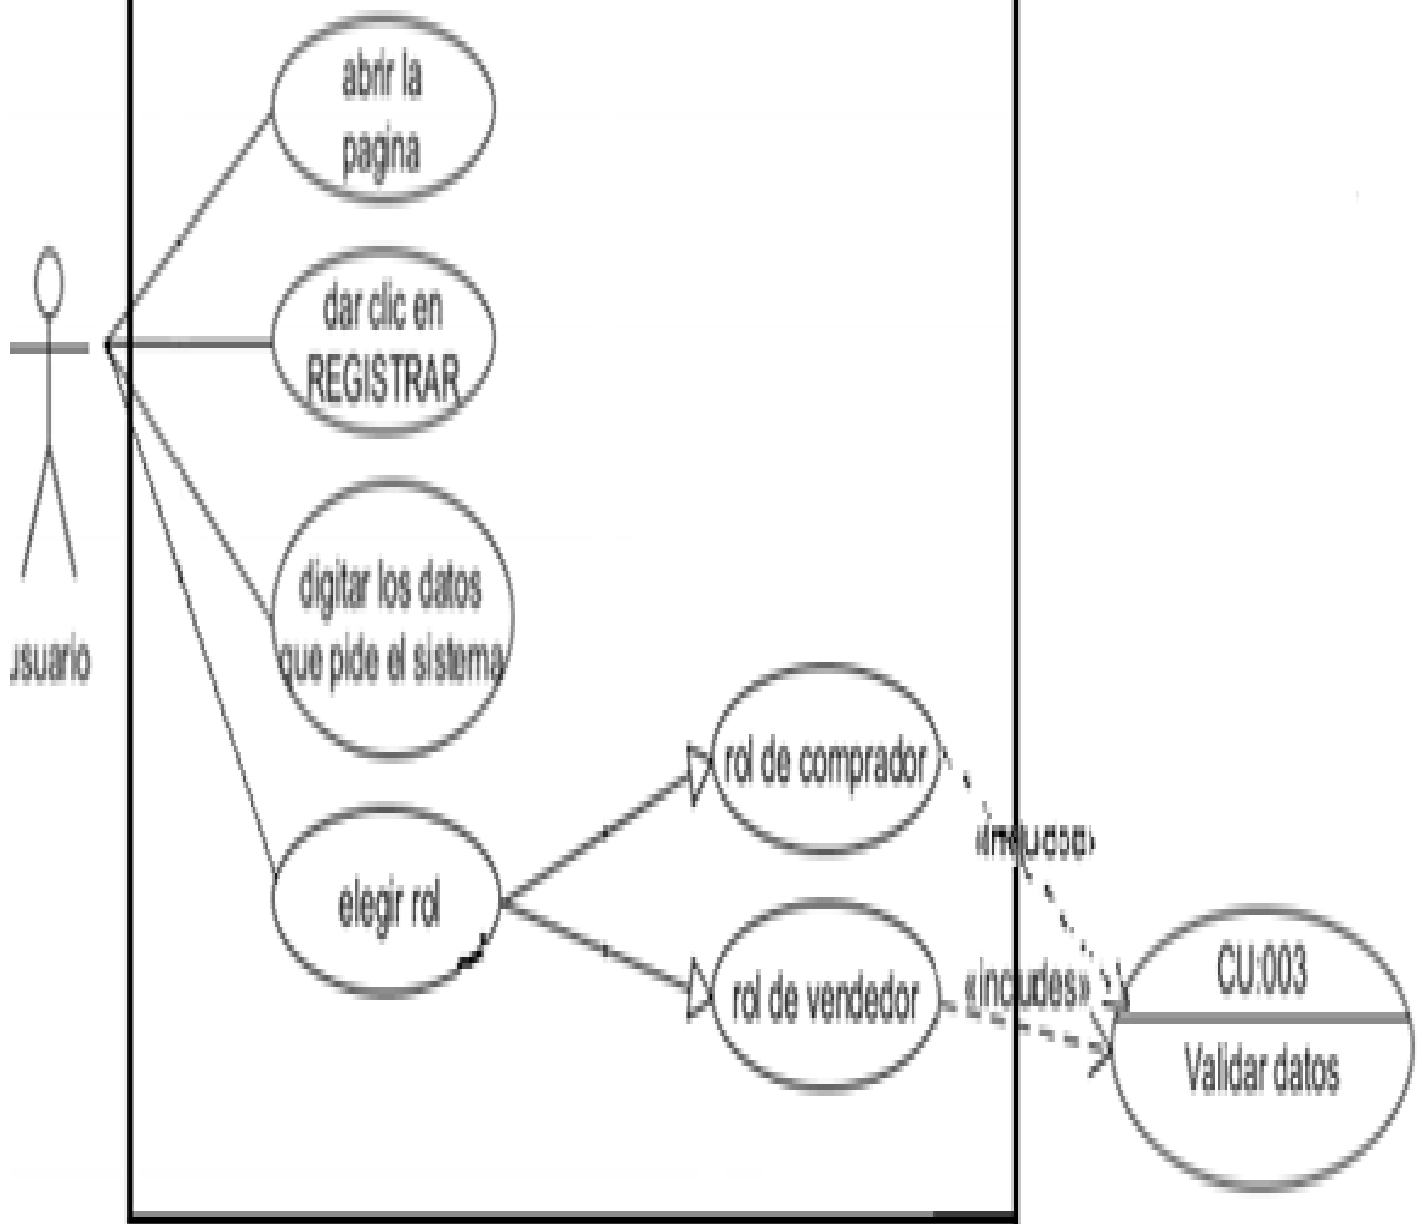 abrir la
pagina
dar clic en
REGISTRAR
digitar los datos
que pide el sistema
usuario
rol de comprador
elegir rol
rol de vendedor
«includes»
CU:003
Validar datos